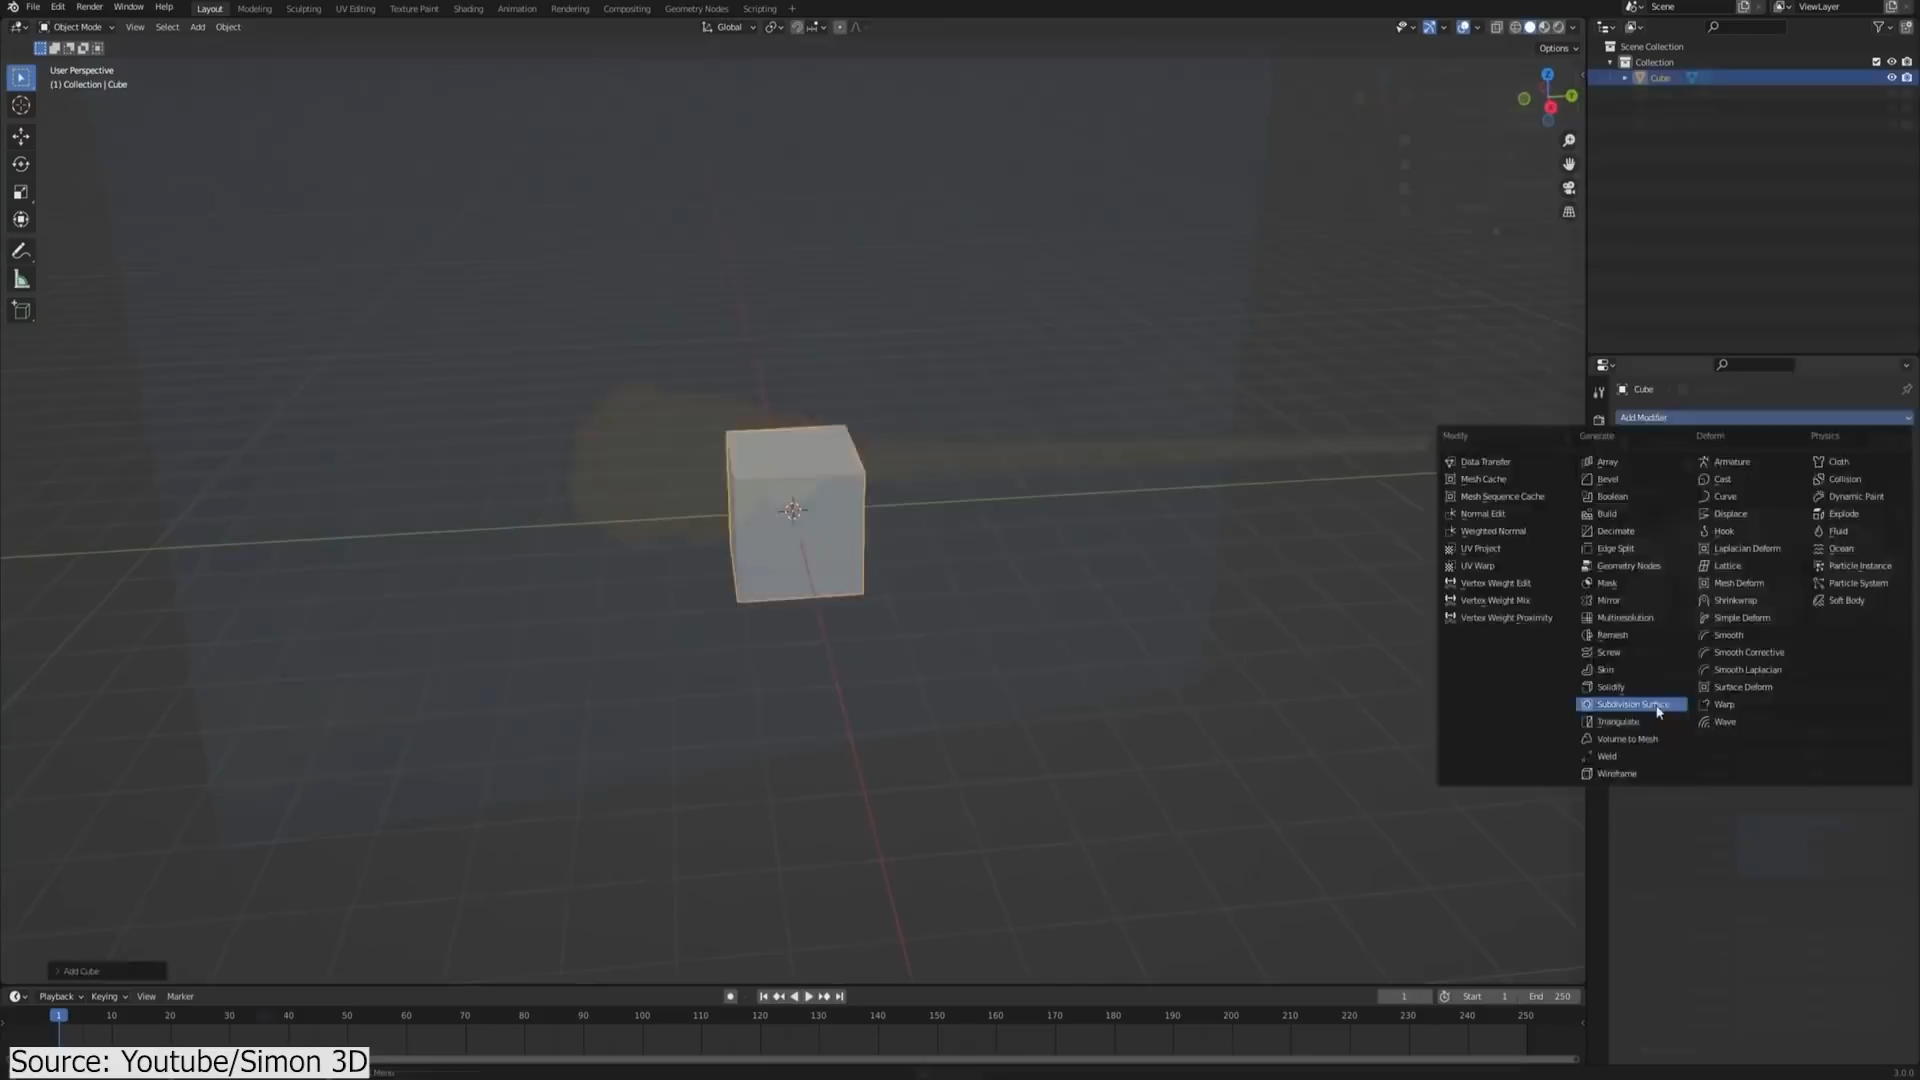 File Edit Render Window Help Layout Modeling Sculpting UV Editing Texture Paint Shading Animation Rendering Compositing Geometry Nodes Scripting + Scene ViewLayer
Object Mode View Select Add Object Global
Options
User Perspective
(1) Collection | Cube
Scene Collection
Collection
Cube
Z
Y
X
Cube
Add Modifier
Modify Generate Deform Physics
Data Transfer Array Armature Cloth
Mesh Cache Bevel Cast Collision
Mesh Sequence Cache Boolean Curve Dynamic Paint
Normal Edit Build Displace Explode
Weighted Normal Decimate Hook Fluid
UV Project Edge Split Laplacian Deform Ocean
UV Warp Geometry Nodes Lattice Particle Instance
Vertex Weight Edit Mask Mesh Deform Particle System
Vertex Weight Mix Mirror Shrinkwrap Soft Body
Vertex Weight Proximity Multiresolution Simple Deform
Remesh Smooth
Screw Smooth Corrective
Skin Smooth Laplacian
Solidify Surface Deform
Subdivision Surface Warp
Triangulate Wave
Volume to Mesh
Weld
Wireframe
Add Cube
Playback Keying View Marker 1 Start 1 End 250
1 10 20 30 40 50 60 70 80 90 100 110 120 130 140 150 160 170 180 190 200 210 220 230 240 250
Source: Youtube/Simon 3D
Menu
3.0.0